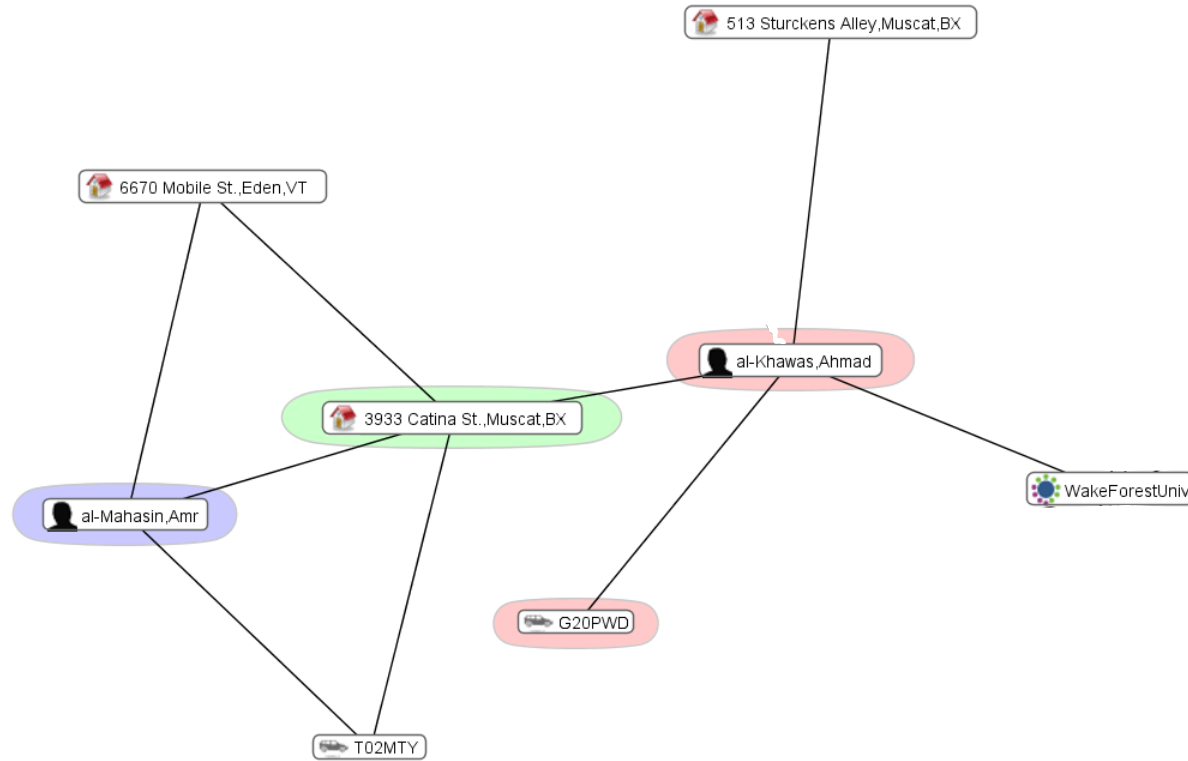 513 Sturckens Alley,Muscat,BX
6670 Mobile St.,Eden,VT
al-Khawas,Ahmad
3933 Catina St.,Muscat,BX
WakeForestUniv
al-Mahasin,Amr
G20PWD
T02MTY